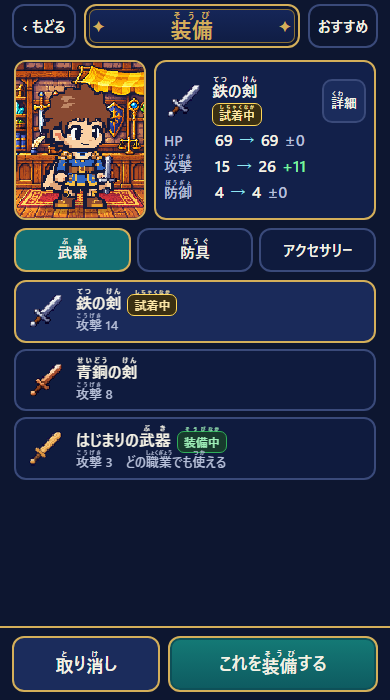 ‹ もどる
装備
おすすめ
鉄の剣
試着中
詳細
HP 69 → 69 ±0
攻撃 15 → 26 +11
防御 4 → 4 ±0
武器
防具
アクセサリー
鉄の剣 試着中
攻撃 14
青銅の剣
攻撃 8
はじまりの武器 装備中
攻撃 3 どの職業でも使える
取り消し
これを装備する